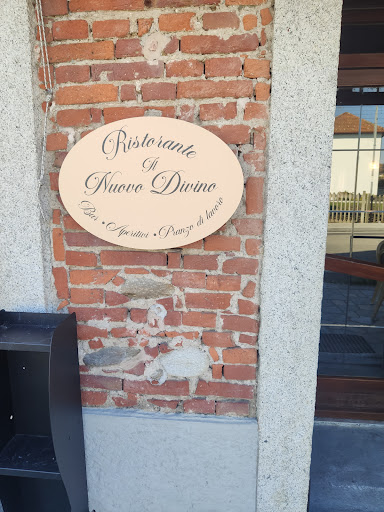 Ristorante
Il
Nuovo Divino
Bar • Aperitivi • Pranzo di lavoro